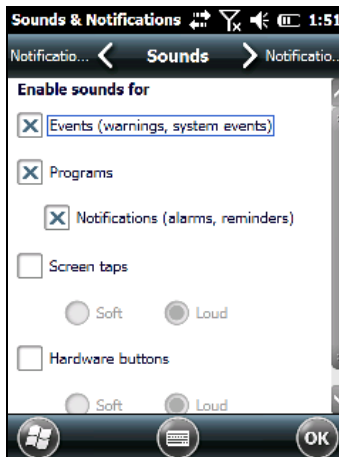 Sounds & Notifications 1:51
Notificatio... Sounds Notificatio...
Enable sounds for
Events (warnings, system events)
Programs
Notifications (alarms, reminders)
Screen taps
Soft Loud
Hardware buttons
Soft Loud
OK